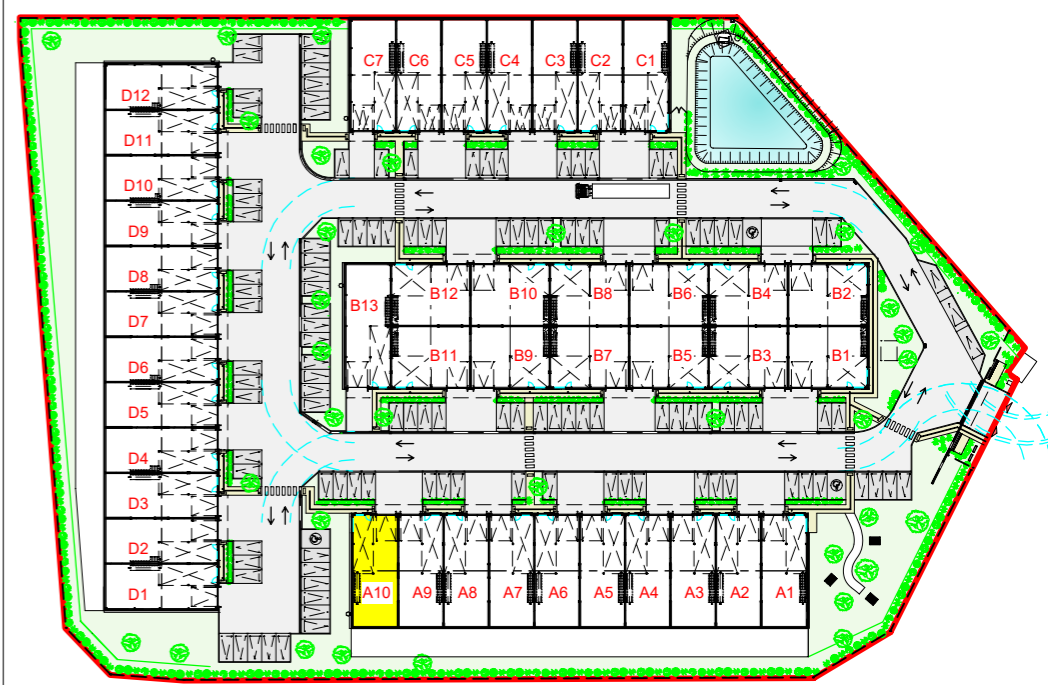 C7 C6 C5 C4 C3 C2 C1
D12
D11
D10
D9
D8
D7
D6
D5
D4
D3
D2
D1
B12 B10 B8 B6 B4 B2
B13
B11 B9 B7 B5 B3 B1
A10 A9 A8 A7 A6 A5 A4 A3 A2 A1